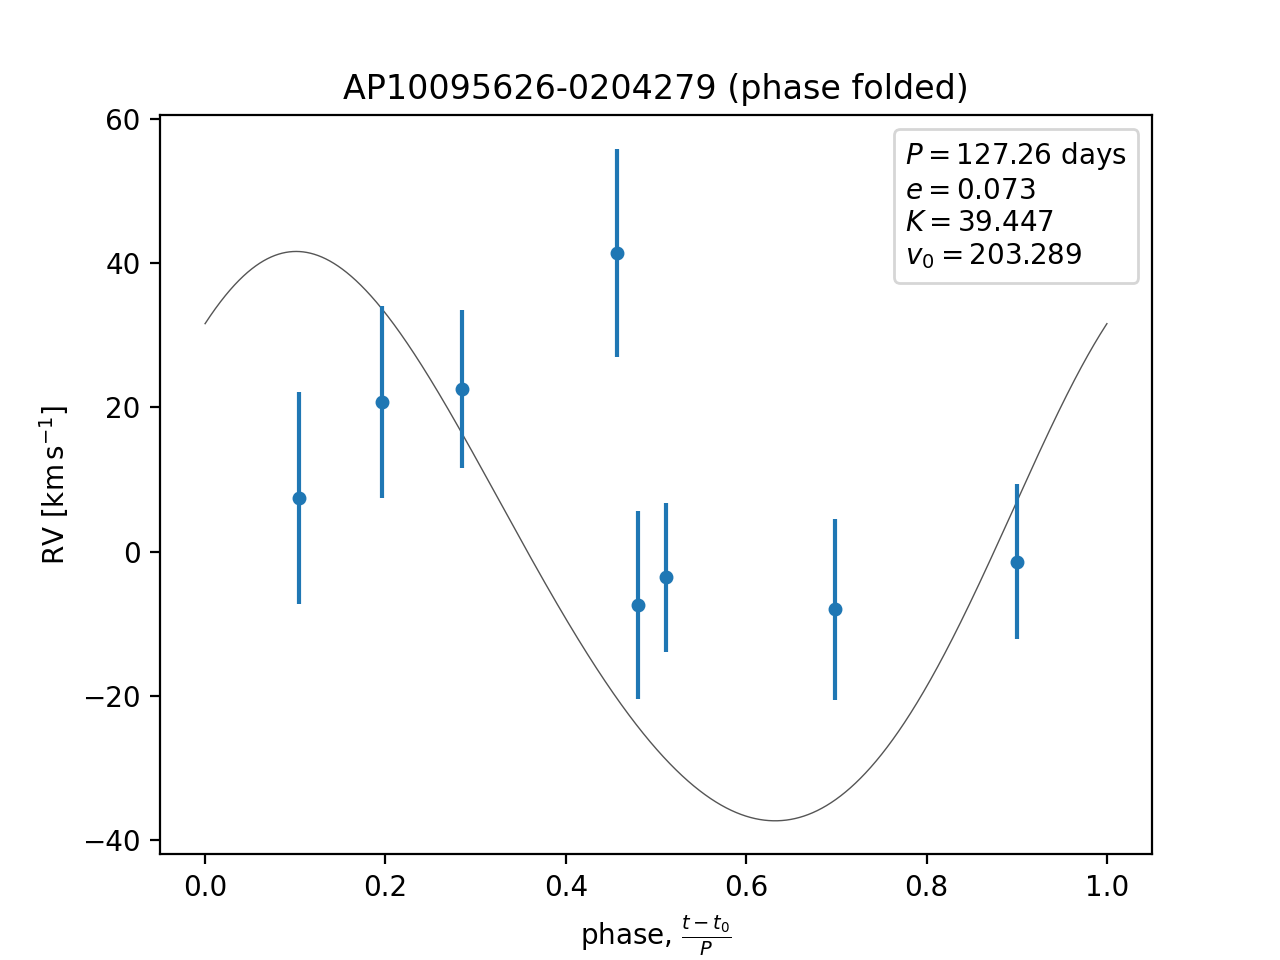 AP10095626-0204279 (phase folded)
P = 127.26 days
e = 0.073
K = 39.447
v₀ = 203.289
RV [km s⁻¹]
60
40
20
0
−20
−40
0.0 0.2 0.4 0.6 0.8 1.0
phase, (t − t₀)/P